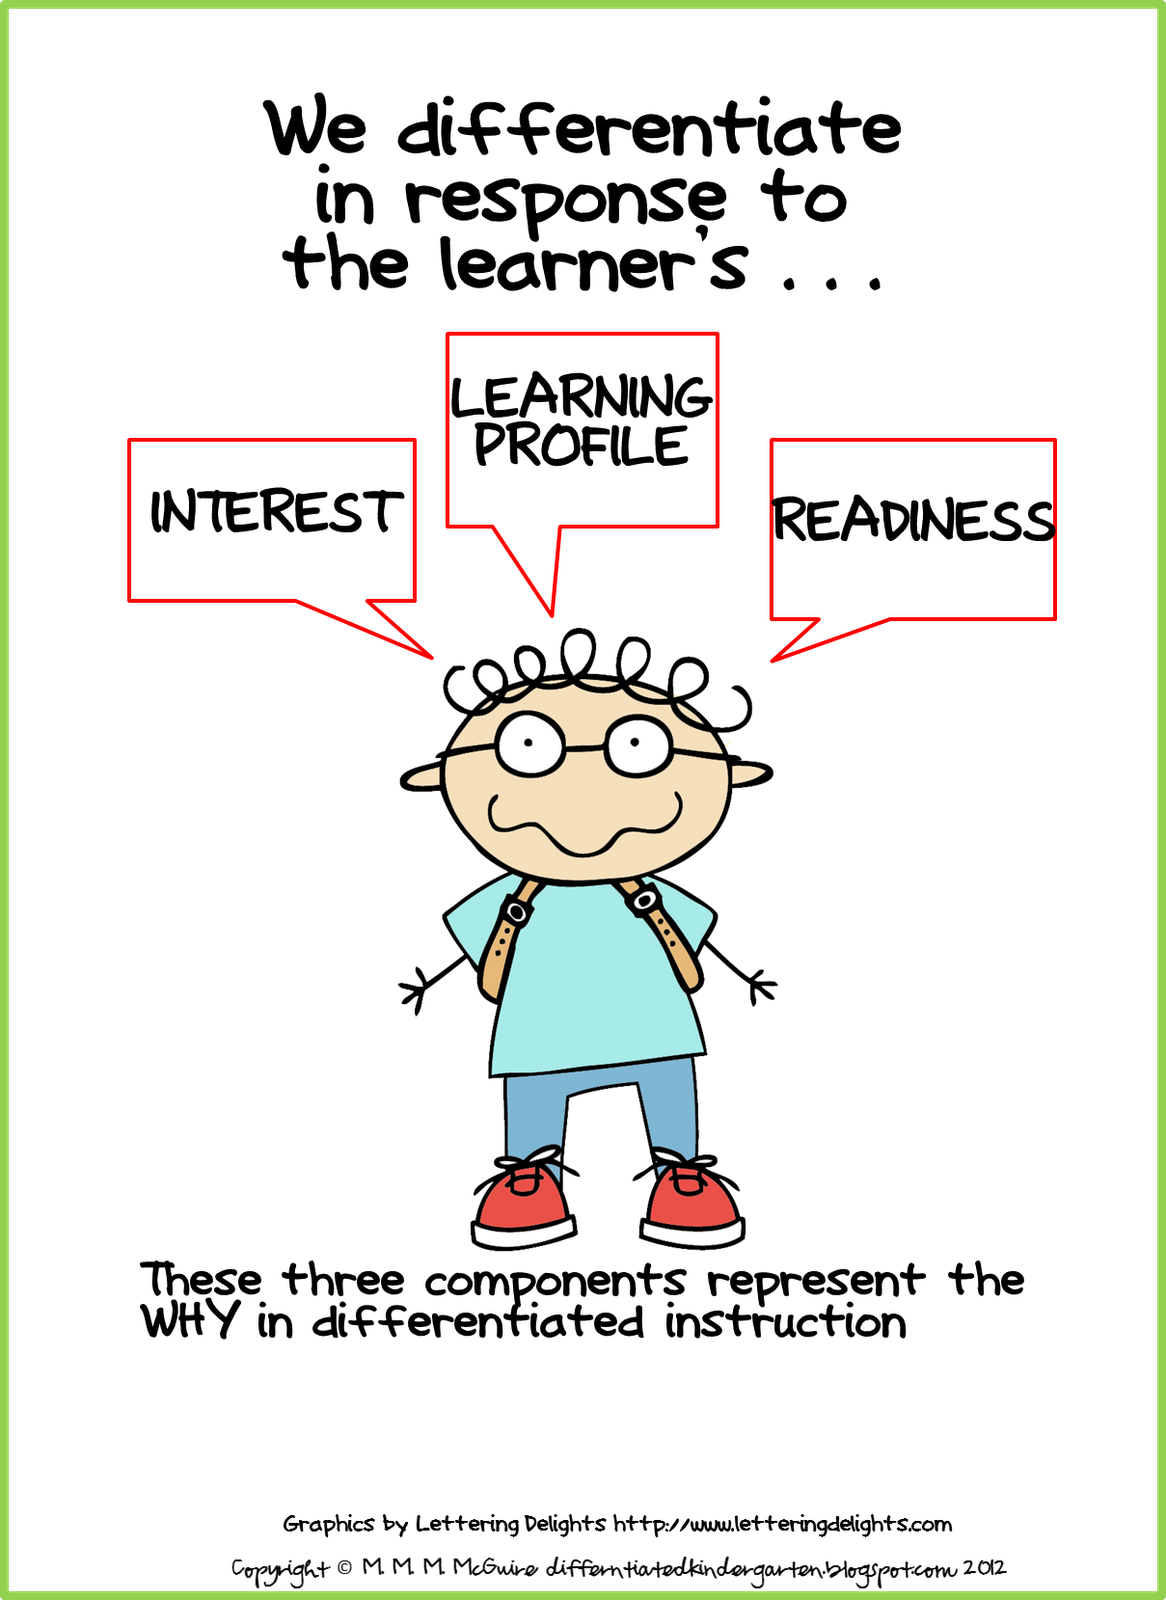 We differentiate
in response to
the learner's . . .
LEARNING
PROFILE
INTEREST
READINESS
These three components represent the
WHY in differentiated instruction
Graphics by Lettering Delights http://www.letteringdelights.com
Copyright © M. M. M. McGuire differntiatedkindergarten.blogspot.com 2012